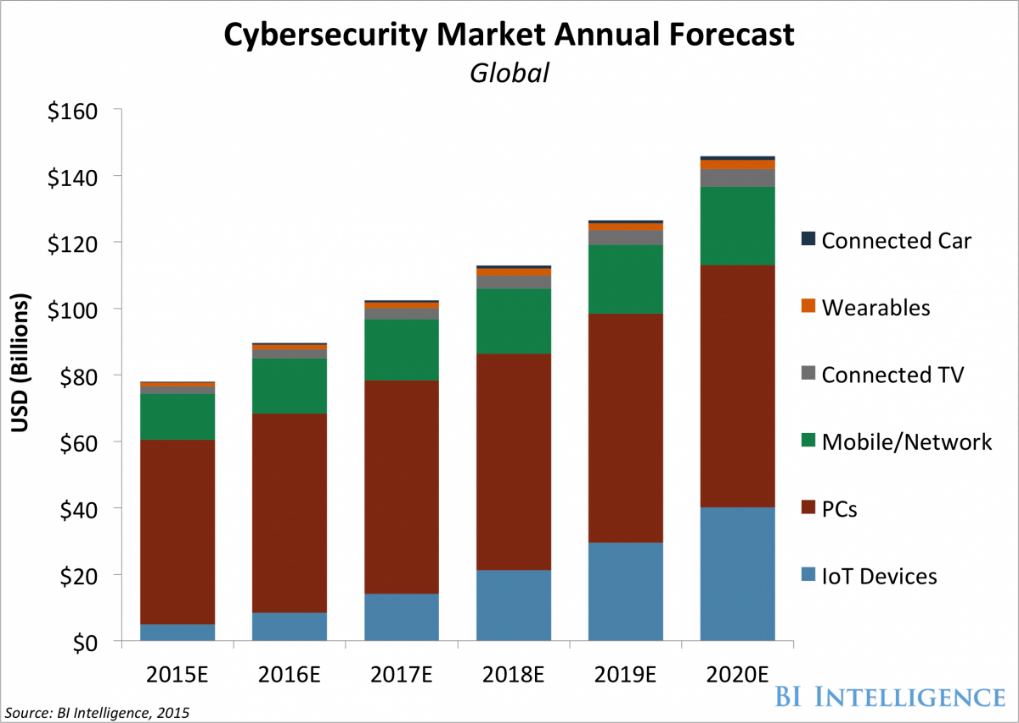 Cybersecurity Market Annual Forecast
Global
USD (Billions)
$160
$140
$120
$100
$80
$60
$40
$20
$0
2015E 2016E 2017E 2018E 2019E 2020E
Connected Car
Wearables
Connected TV
Mobile/Network
PCs
IoT Devices
Source: BI Intelligence, 2015
BI INTELLIGENCE